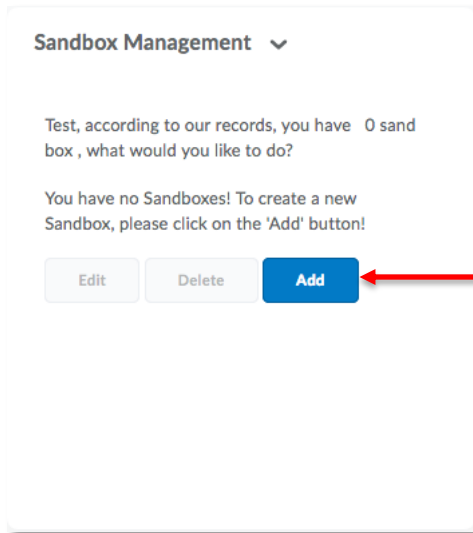 Sandbox Management
Test, according to our records, you have 0 sand
box , what would you like to do?
You have no Sandboxes! To create a new
Sandbox, please click on the 'Add' button!
Edit Delete Add